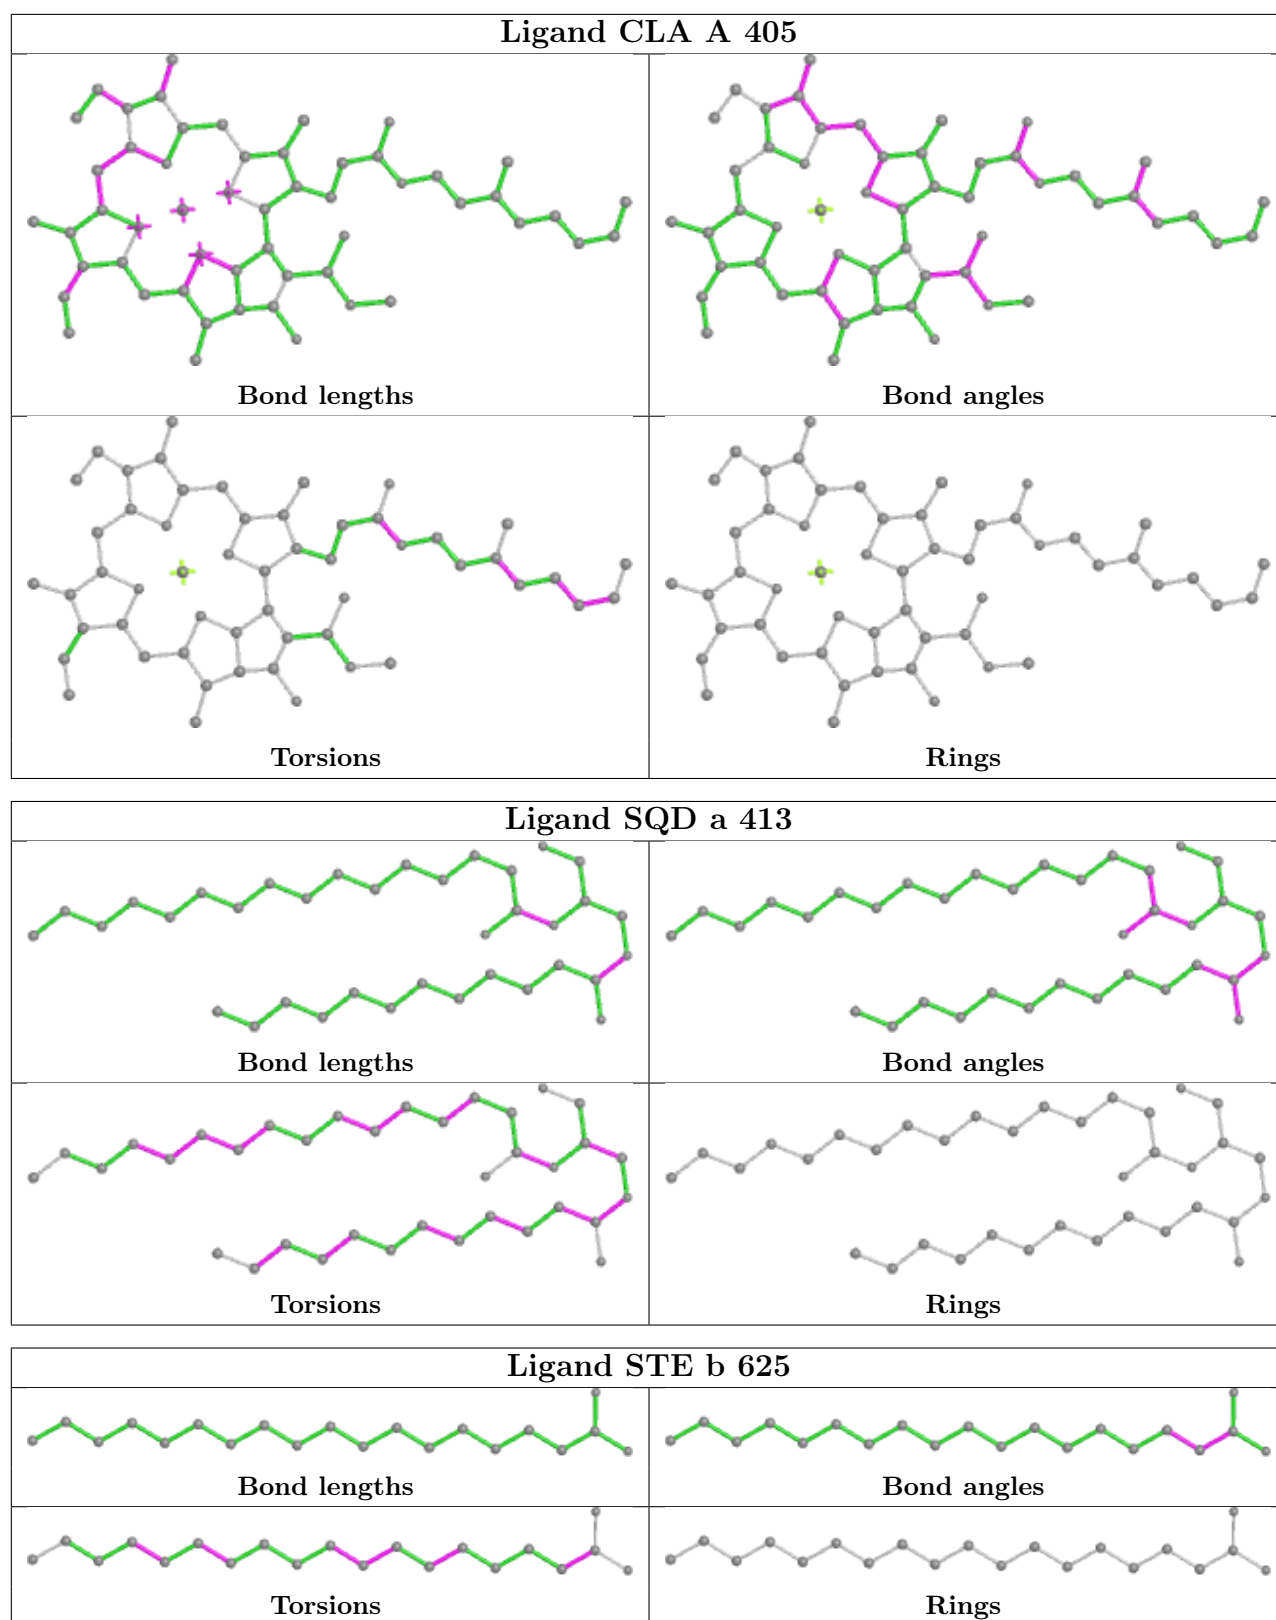 Ligand CLA A 405
Bond lengths
Bond angles
Torsions
Rings
Ligand SQD a 413
Bond lengths
Bond angles
Torsions
Rings
Ligand STE b 625
Bond lengths
Bond angles
Torsions
Rings